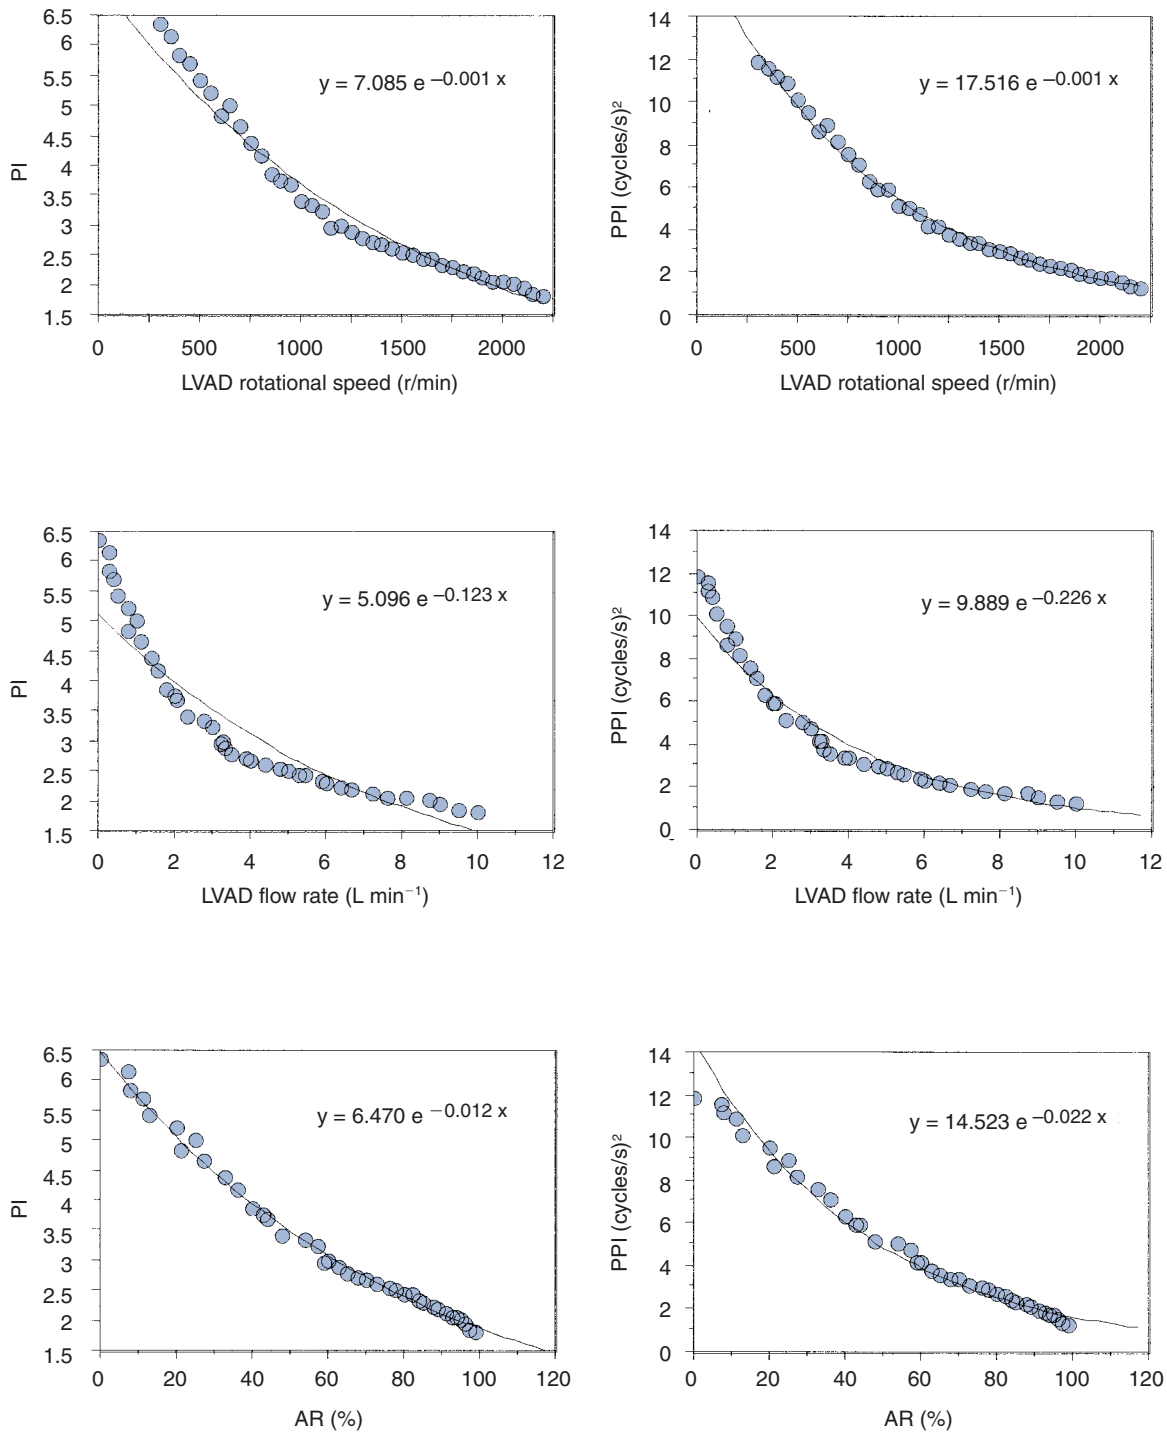 6.5
6
5.5
5
4.5
4
3.5
3
2.5
2
1.5
PI
y = 7.085 e −0.001 x
0 500 1000 1500 2000
LVAD rotational speed (r/min)
14
12
10
8
6
4
2
0
PPI (cycles/s)²
y = 17.516 e −0.001 x
0 500 1000 1500 2000
LVAD rotational speed (r/min)
6.5
6
5.5
5
4.5
4
3.5
3
2.5
2
1.5
PI
y = 5.096 e −0.123 x
0 2 4 6 8 10 12
LVAD flow rate (L min⁻¹)
14
12
10
8
6
4
2
0
PPI (cycles/s)²
y = 9.889 e −0.226 x
0 2 4 6 8 10 12
LVAD flow rate (L min⁻¹)
6.5
6
5.5
5
4.5
4
3.5
3
2.5
2
1.5
PI
y = 6.470 e −0.012 x
0 20 40 60 80 100 120
AR (%)
14
12
10
8
6
4
2
0
PPI (cycles/s)²
y = 14.523 e −0.022 x
0 20 40 60 80 100 120
AR (%)